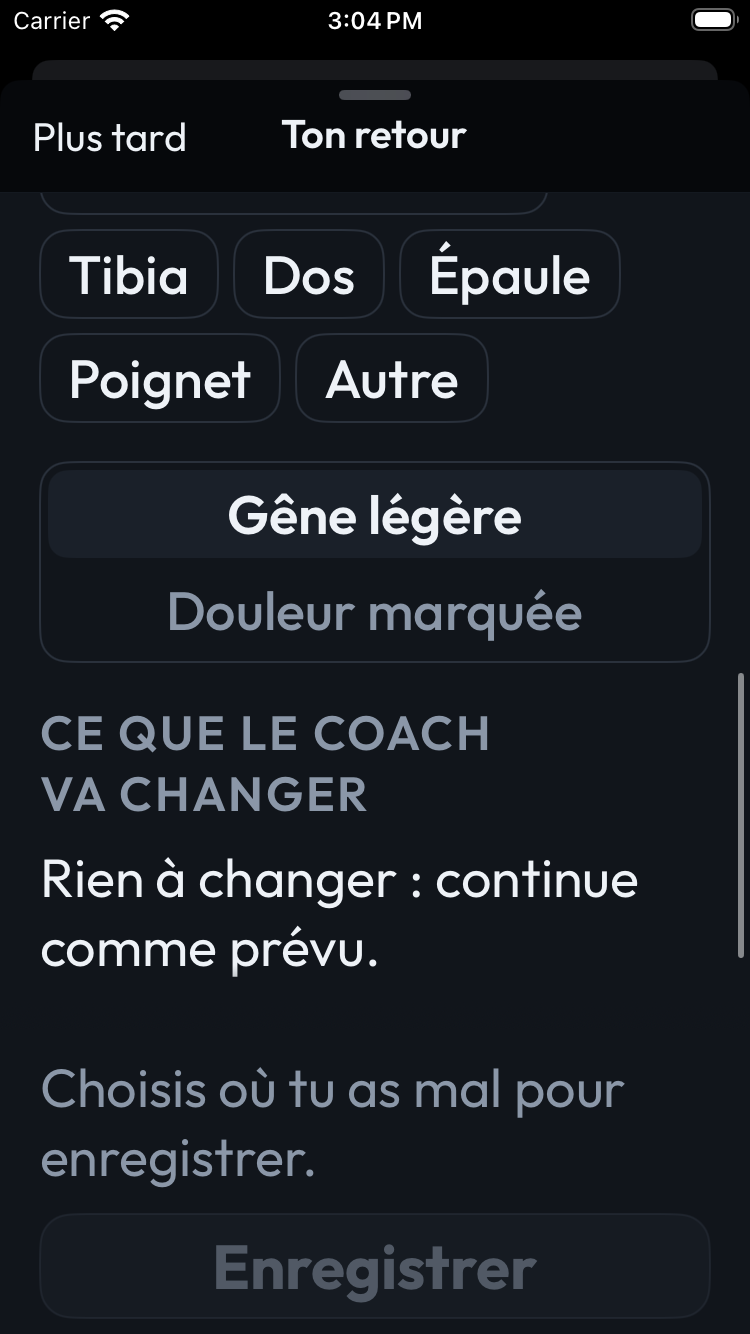 Carrier
3:04 PM
Plus tard
Ton retour
Tibia
Dos
Épaule
Poignet
Autre
Gêne légère
Douleur marquée
CE QUE LE COACH
VA CHANGER
Rien à changer : continue
comme prévu.
Choisis où tu as mal pour
enregistrer.
Enregistrer